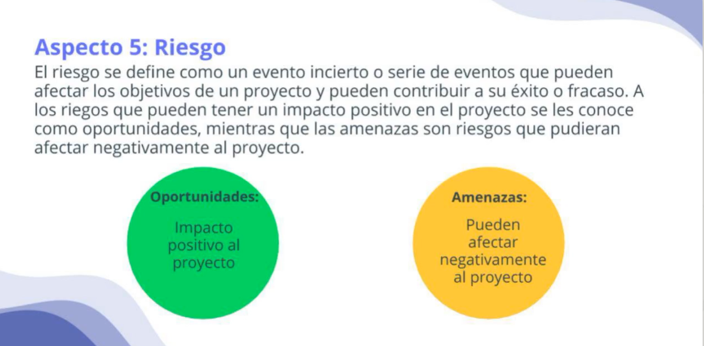 Aspecto 5: Riesgo
El riesgo se define como un evento incierto o serie de eventos que pueden
afectar los objetivos de un proyecto y pueden contribuir a su éxito o fracaso. A
los riegos que pueden tener un impacto positivo en el proyecto se les conoce
como oportunidades, mientras que las amenazas son riesgos que pudieran
afectar negativamente al proyecto.
Oportunidades:
Impacto
positivo al
proyecto
Amenazas:
Pueden
afectar
negativamente
al proyecto